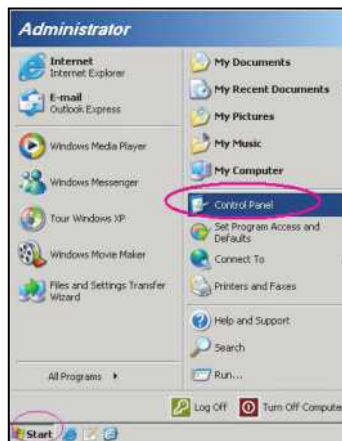 Administrator
Internet
Internet Explorer
E-mail
Outlook Express
Windows Media Player
Windows Messenger
Tour Windows XP
Windows Movie Maker
Files and Settings Transfer
Wizard
All Programs
My Documents
My Recent Documents
My Pictures
My Music
My Computer
Control Panel
Set Program Access and
Defaults
Connect To
Printers and Faxes
Help and Support
Search
Run...
Log Off
Turn Off Computer
Start